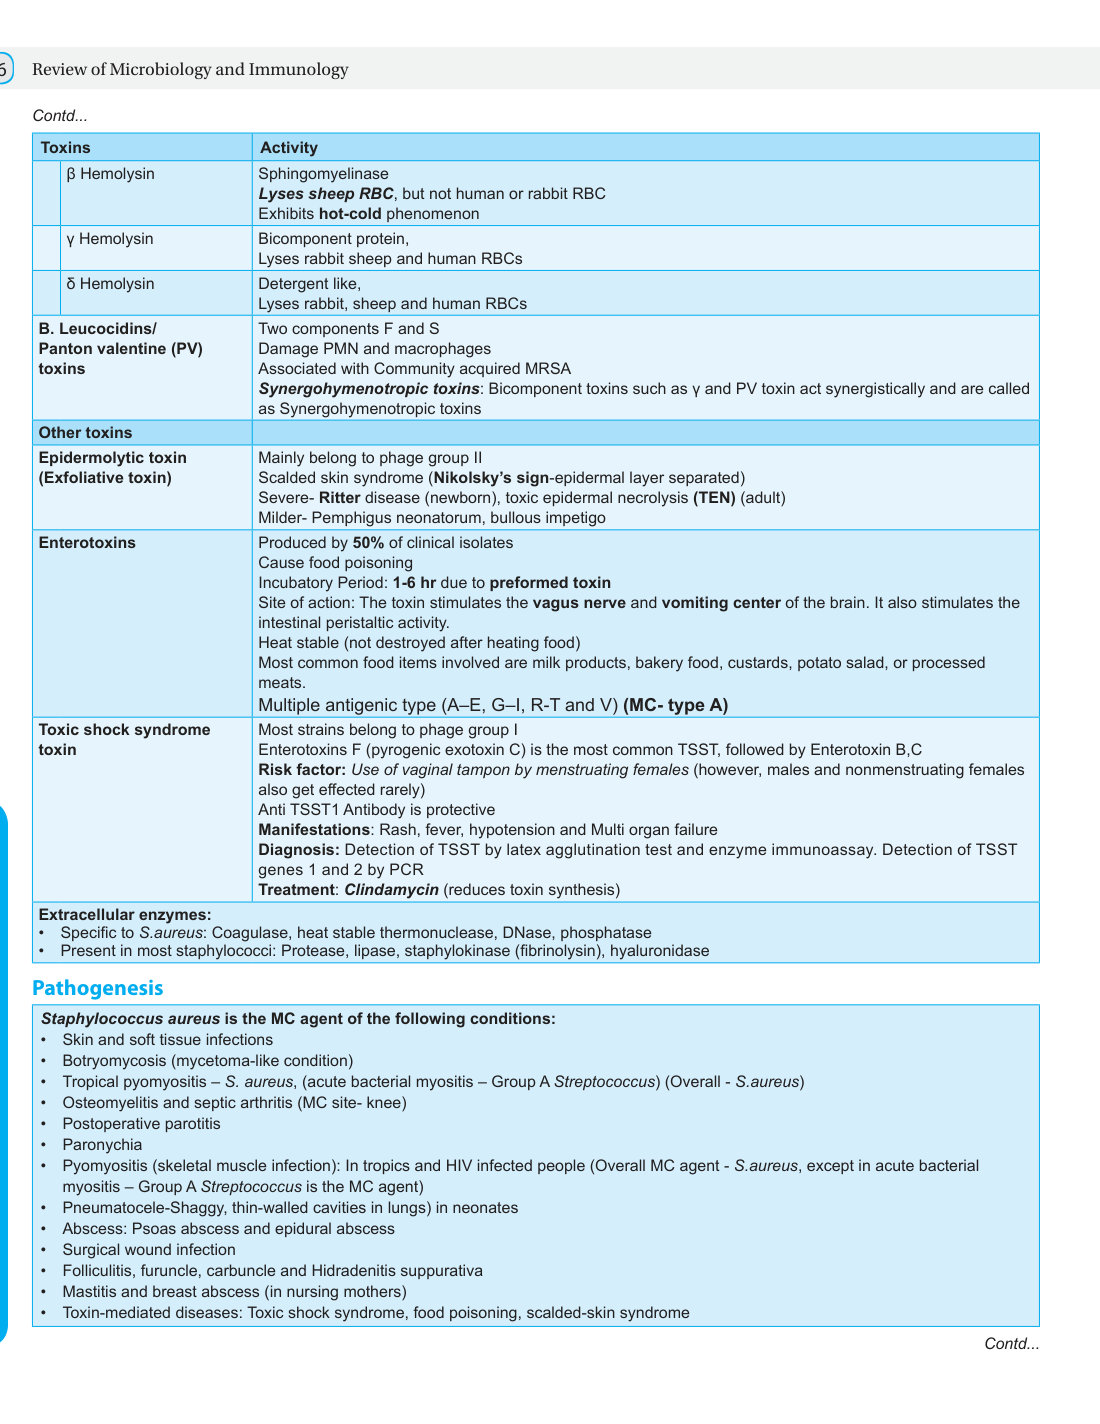 6 Review of Microbiology and Immunology
Contd...
Toxins Activity
β Hemolysin Sphingomyelinase
Lyses sheep RBC, but not human or rabbit RBC
Exhibits hot-cold phenomenon
γ Hemolysin Bicomponent protein,
Lyses rabbit sheep and human RBCs
δ Hemolysin Detergent like,
Lyses rabbit, sheep and human RBCs
B. Leucocidins/
Panton valentine (PV)
toxins
Two components F and S
Damage PMN and macrophages
Associated with Community acquired MRSA
Synergohymenotropic toxins: Bicomponent toxins such as γ and PV toxin act synergistically and are called
as Synergohymenotropic toxins
Other toxins
Epidermolytic toxin
(Exfoliative toxin)
Mainly belong to phage group II
Scalded skin syndrome (Nikolsky's sign-epidermal layer separated)
Severe- Ritter disease (newborn), toxic epidermal necrolysis (TEN) (adult)
Milder- Pemphigus neonatorum, bullous impetigo
Enterotoxins
Produced by 50% of clinical isolates
Cause food poisoning
Incubatory Period: 1-6 hr due to preformed toxin
Site of action: The toxin stimulates the vagus nerve and vomiting center of the brain. It also stimulates the
intestinal peristaltic activity.
Heat stable (not destroyed after heating food)
Most common food items involved are milk products, bakery food, custards, potato salad, or processed
meats.
Multiple antigenic type (A–E, G–I, R-T and V) (MC- type A)
Toxic shock syndrome
toxin
Most strains belong to phage group I
Enterotoxins F (pyrogenic exotoxin C) is the most common TSST, followed by Enterotoxin B,C
Risk factor: Use of vaginal tampon by menstruating females (however, males and nonmenstruating females
also get effected rarely)
Anti TSST1 Antibody is protective
Manifestations: Rash, fever, hypotension and Multi organ failure
Diagnosis: Detection of TSST by latex agglutination test and enzyme immunoassay. Detection of TSST
genes 1 and 2 by PCR
Treatment: Clindamycin (reduces toxin synthesis)
Extracellular enzymes:
• Specific to S.aureus: Coagulase, heat stable thermonuclease, DNase, phosphatase
• Present in most staphylococci: Protease, lipase, staphylokinase (fibrinolysin), hyaluronidase
Pathogenesis
Staphylococcus aureus is the MC agent of the following conditions:
• Skin and soft tissue infections
• Botryomycosis (mycetoma-like condition)
• Tropical pyomyositis – S. aureus, (acute bacterial myositis – Group A Streptococcus) (Overall - S.aureus)
• Osteomyelitis and septic arthritis (MC site- knee)
• Postoperative parotitis
• Paronychia
• Pyomyositis (skeletal muscle infection): In tropics and HIV infected people (Overall MC agent - S.aureus, except in acute bacterial
myositis – Group A Streptococcus is the MC agent)
• Pneumatocele-Shaggy, thin-walled cavities in lungs) in neonates
• Abscess: Psoas abscess and epidural abscess
• Surgical wound infection
• Folliculitis, furuncle, carbuncle and Hidradenitis suppurativa
• Mastitis and breast abscess (in nursing mothers)
• Toxin-mediated diseases: Toxic shock syndrome, food poisoning, scalded-skin syndrome
Contd...